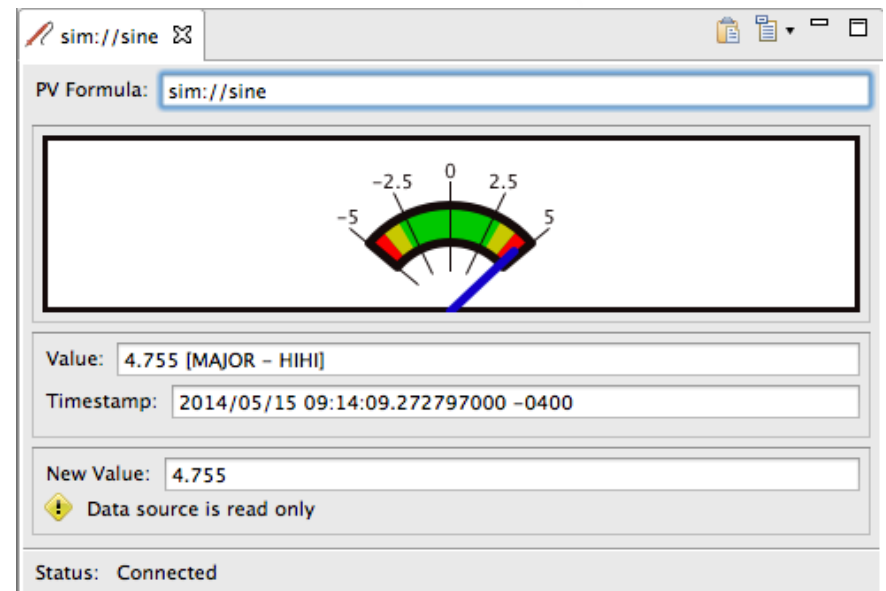 sim://sine
PV Formula: sim://sine
-5 -2.5 0 2.5 5
Value: 4.755 [MAJOR – HIHI]
Timestamp: 2014/05/15 09:14:09.272797000 -0400
New Value: 4.755
Data source is read only
Status: Connected